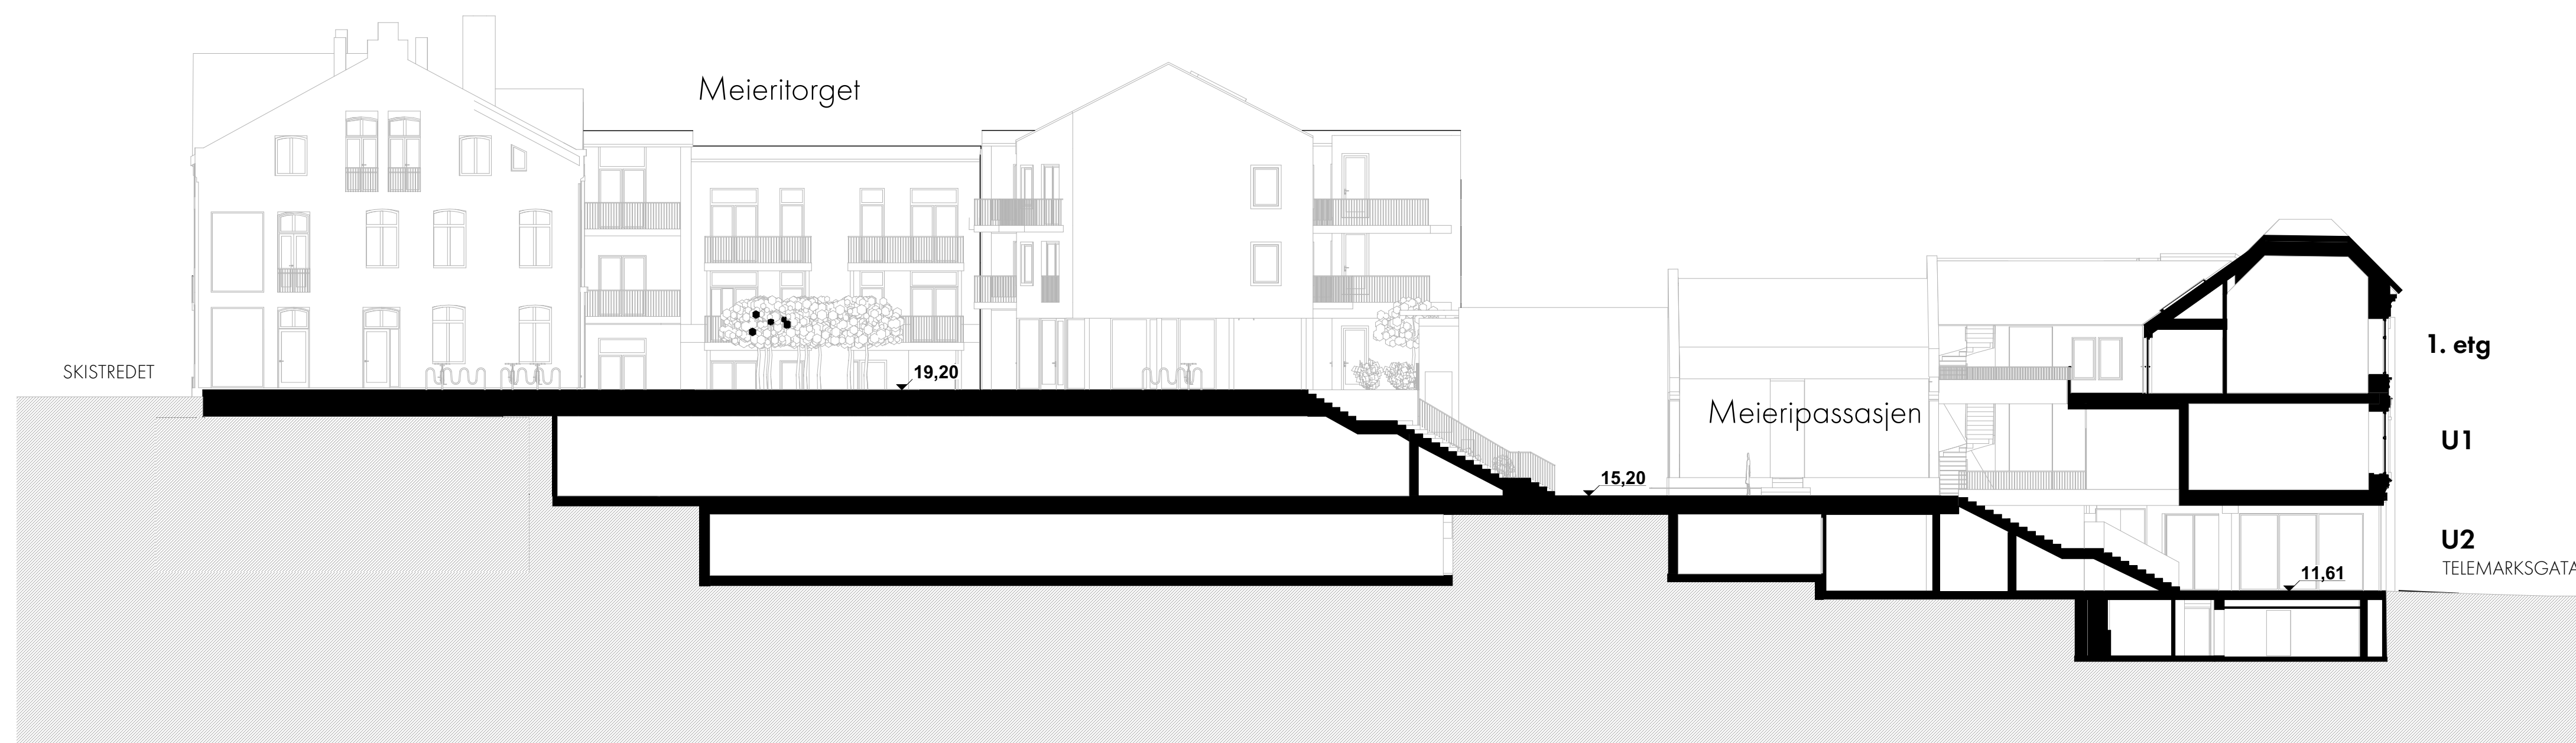 Meieritorget
SKISTREDET
19,20
1. etg
Meieripassasjen
U1
15,20
U2
TELEMARKSGATA
11,61